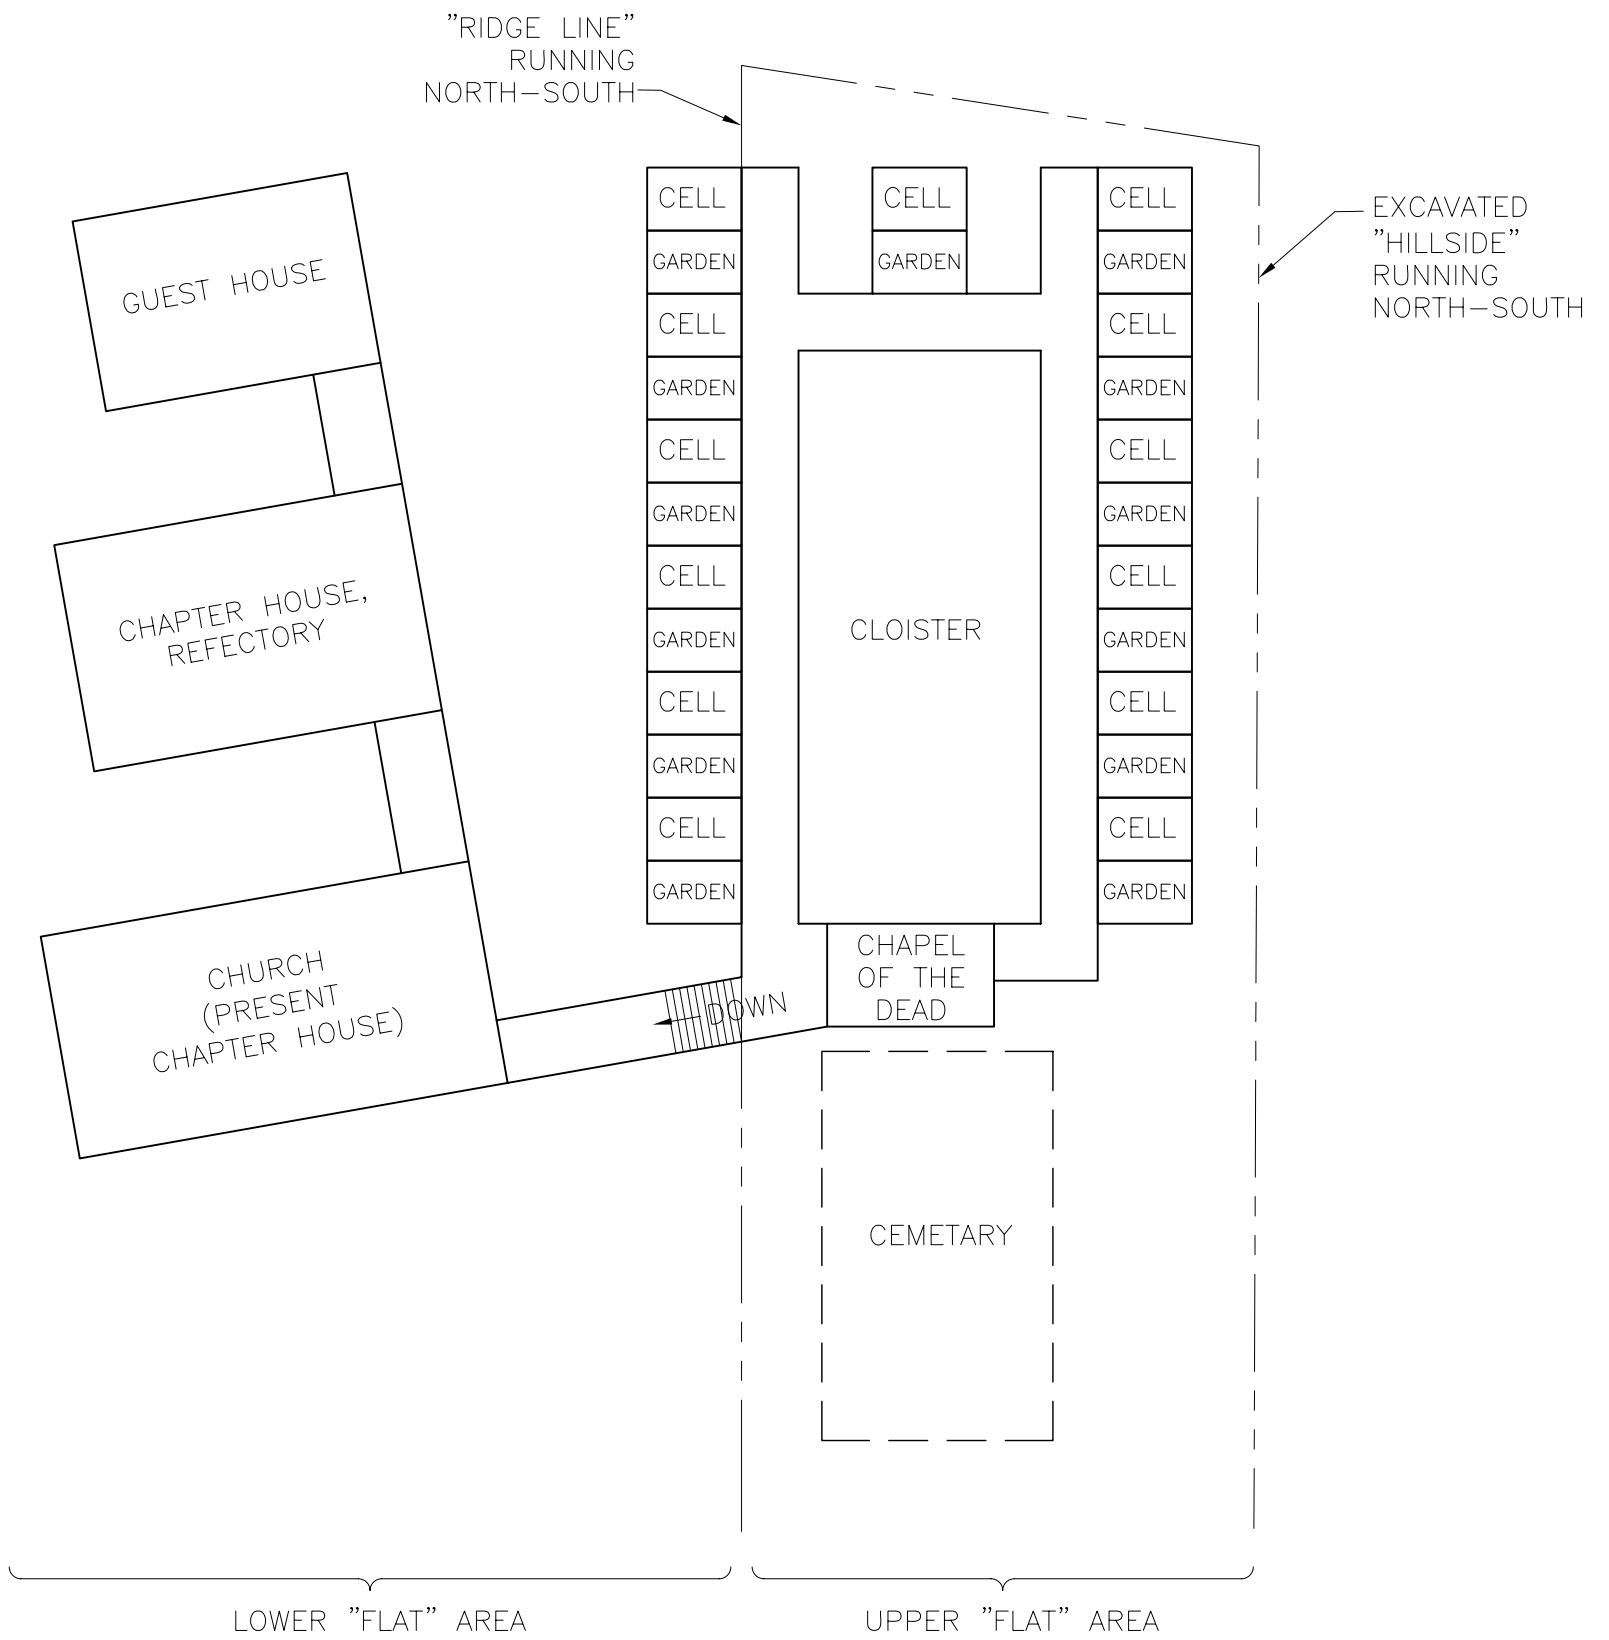 ”RIDGE LINE”
RUNNING
NORTH–SOUTH
EXCAVATED
”HILLSIDE”
RUNNING
NORTH–SOUTH
GUEST HOUSE
CHAPTER HOUSE,
REFECTORY
CHURCH
(PRESENT
CHAPTER HOUSE)
CELL
GARDEN
CELL
GARDEN
CELL
GARDEN
CELL
GARDEN
CELL
GARDEN
CELL
GARDEN
CELL
GARDEN
CLOISTER
CHAPEL
OF THE
DEAD
DOWN
CEMETARY
CELL
GARDEN
CELL
GARDEN
CELL
GARDEN
CELL
GARDEN
CELL
GARDEN
CELL
GARDEN
LOWER ”FLAT” AREA
UPPER ”FLAT” AREA